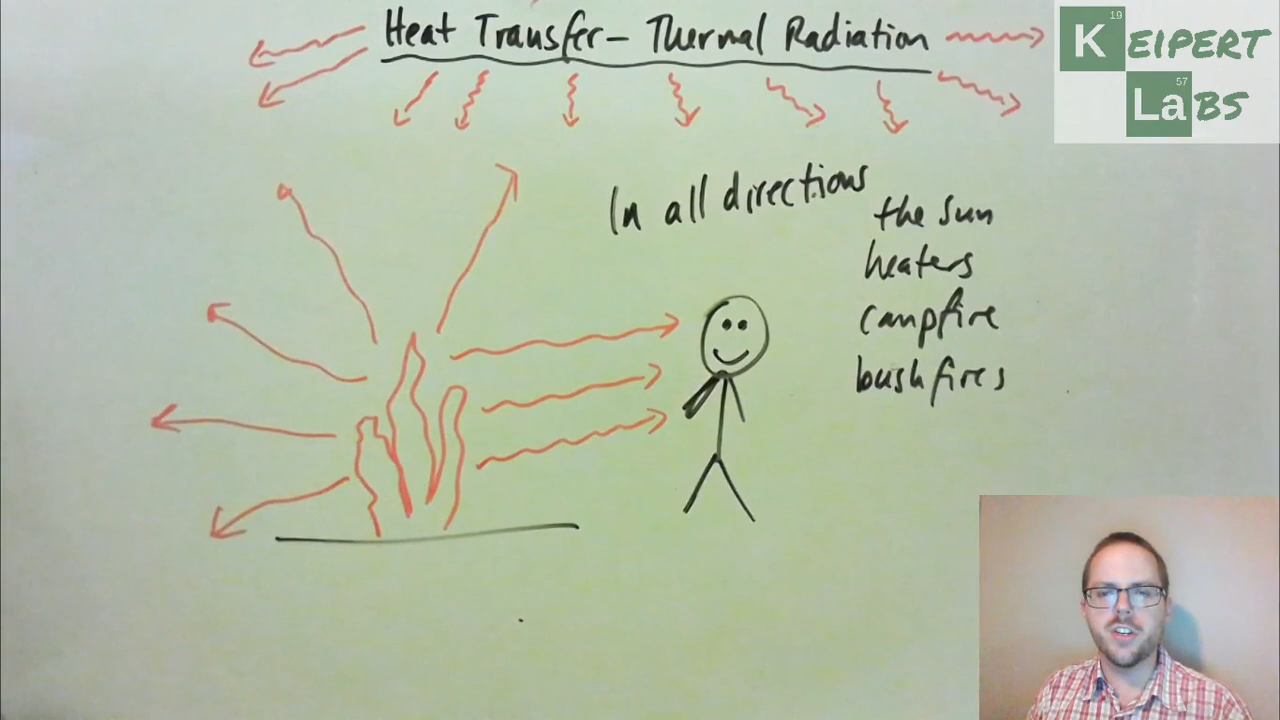 Heat Transfer - Thermal Radiation
19
KEIPERT
57
LaBS
In all directions
the sun
heaters
campfire
bushfires